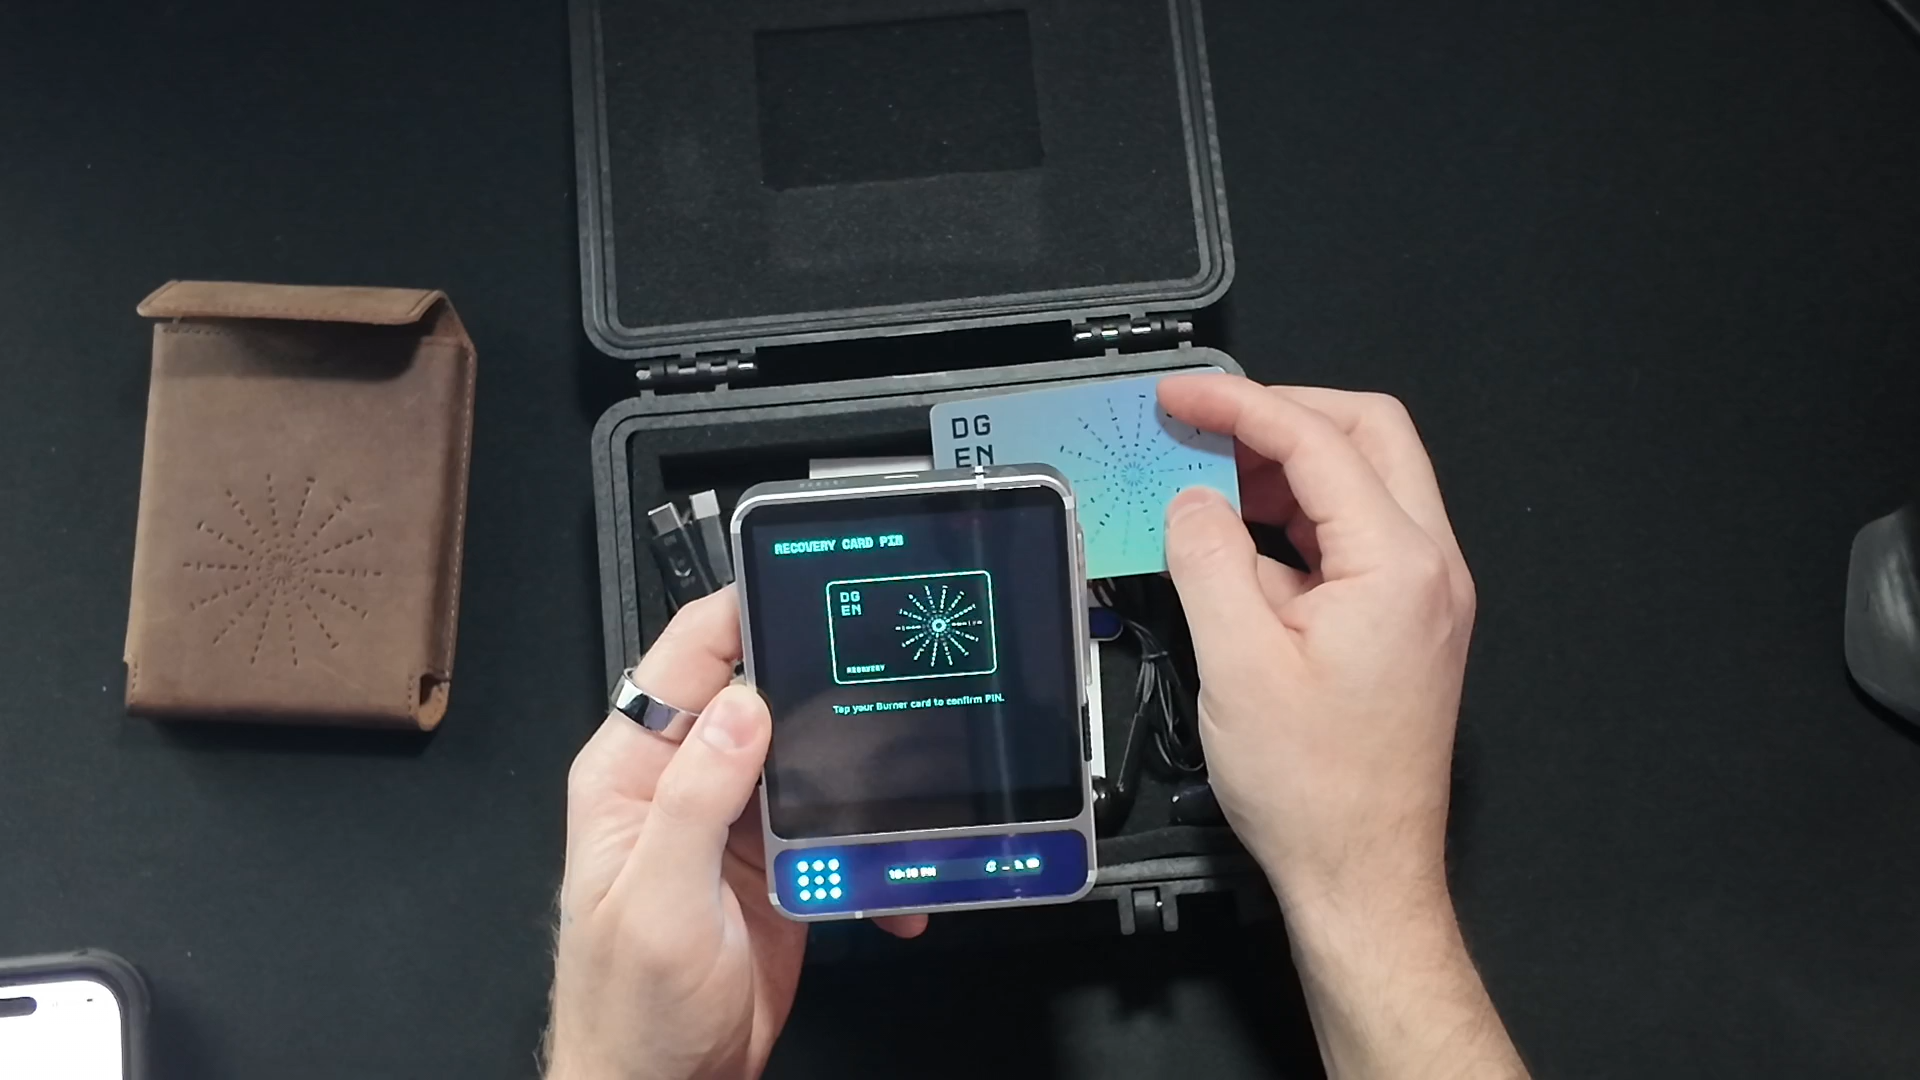 DG
EN
RECOVERY CARD PIN
DG
EN
RECOVERY
Tap your Burner card to confirm PIN.